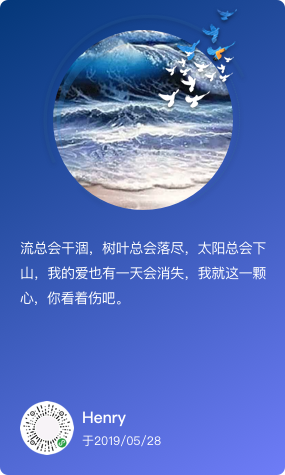 流总会干涸，树叶总会落尽，太阳总会下
山，我的爱也有一天会消失，我就这一颗
心，你看着伤吧。
Henry
于2019/05/28